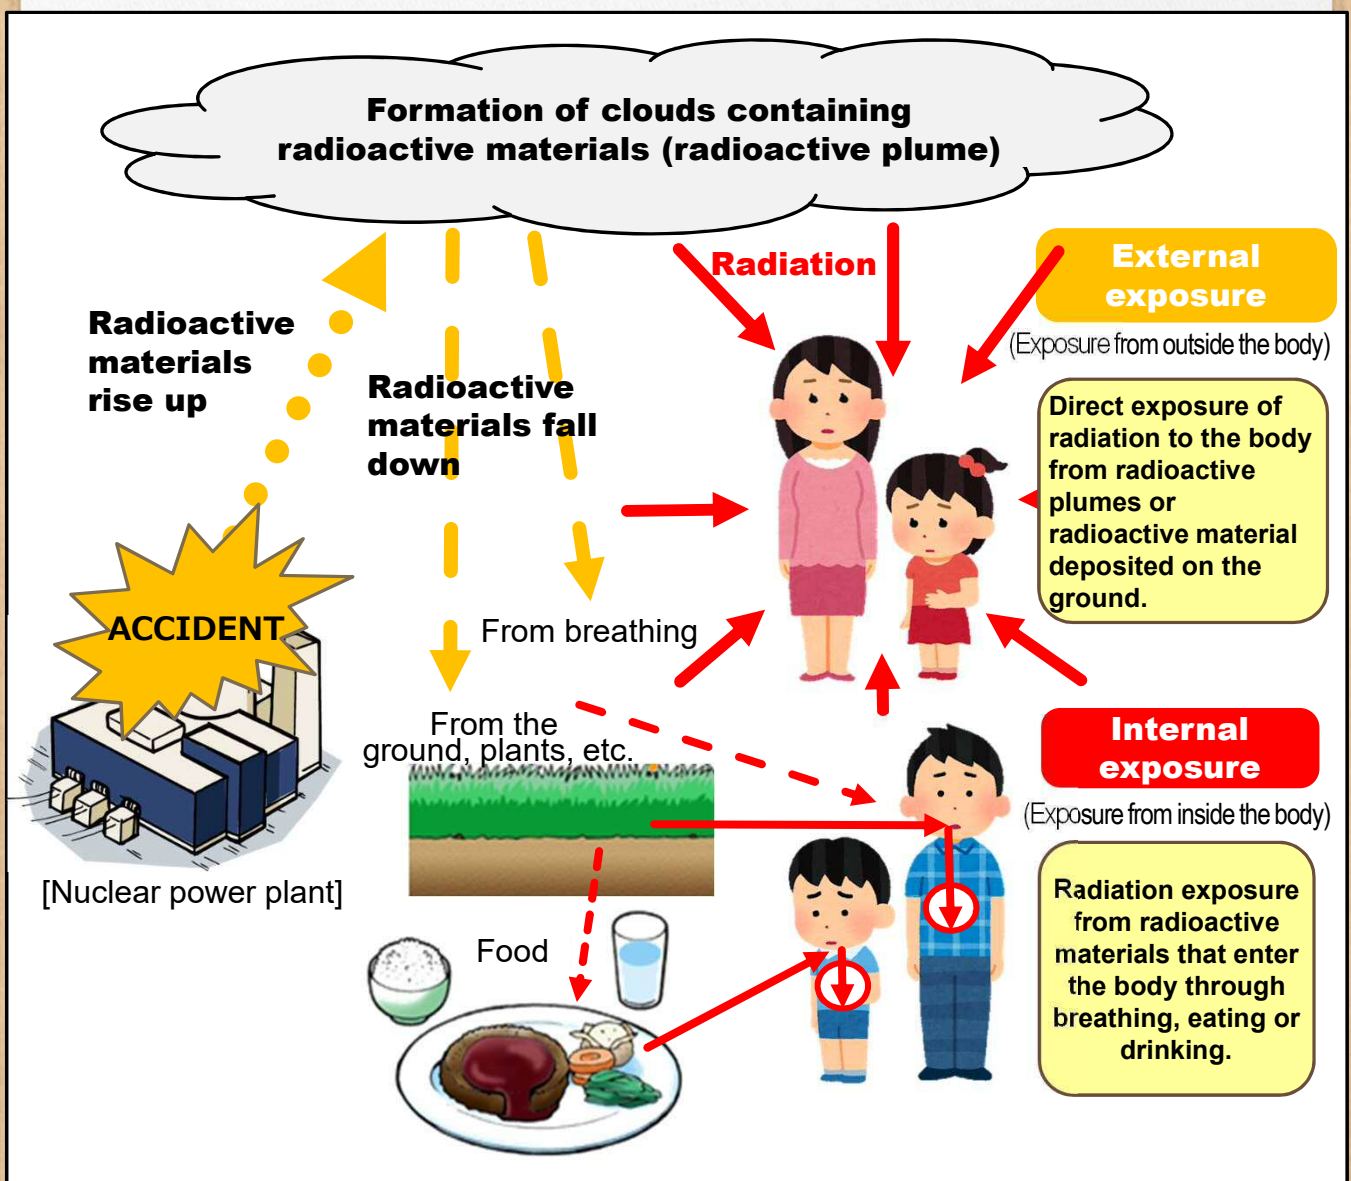 Formation of clouds containing
radioactive materials (radioactive plume)
Radiation
External
exposure
(Exposure from outside the body)
Radioactive
materials
rise up
Radioactive
materials fall
down
Direct exposure of
radiation to the body
from radioactive
plumes or
radioactive material
deposited on the
ground.
ACCIDENT
From breathing
From the
ground, plants, etc.
Internal
exposure
(Exposure from inside the body)
[Nuclear power plant]
Food
Radiation exposure
from radioactive
materials that enter
the body through
breathing, eating or
drinking.